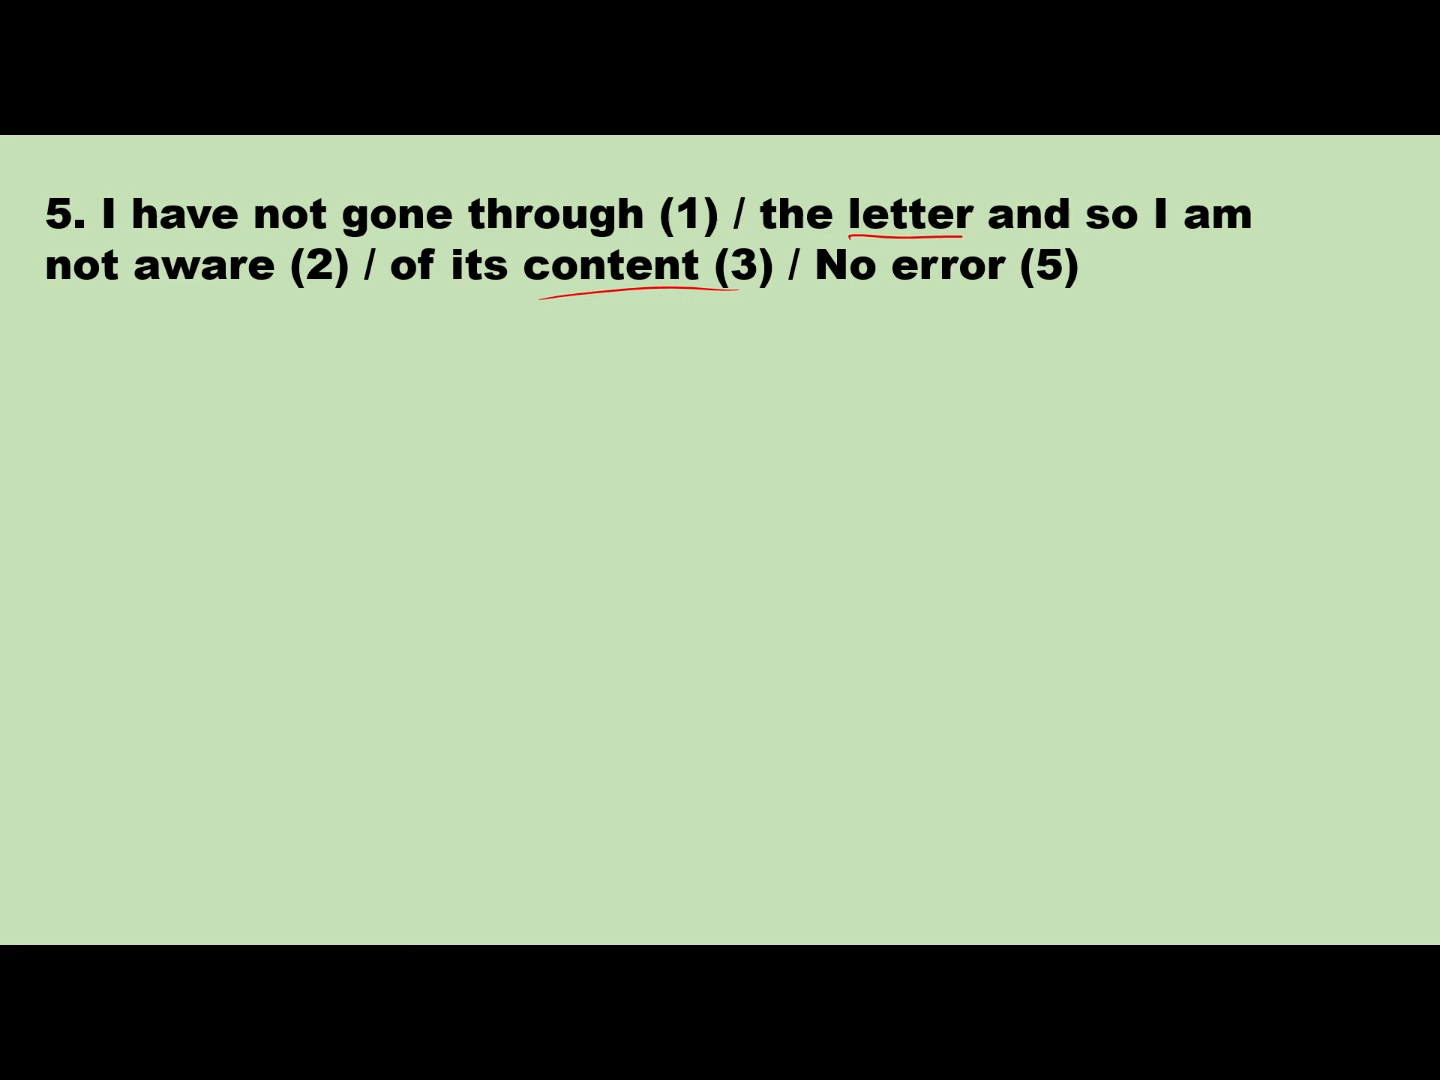 5. I have not gone through (1) / the letter and so I am
not aware (2) / of its content (3) / No error (5)